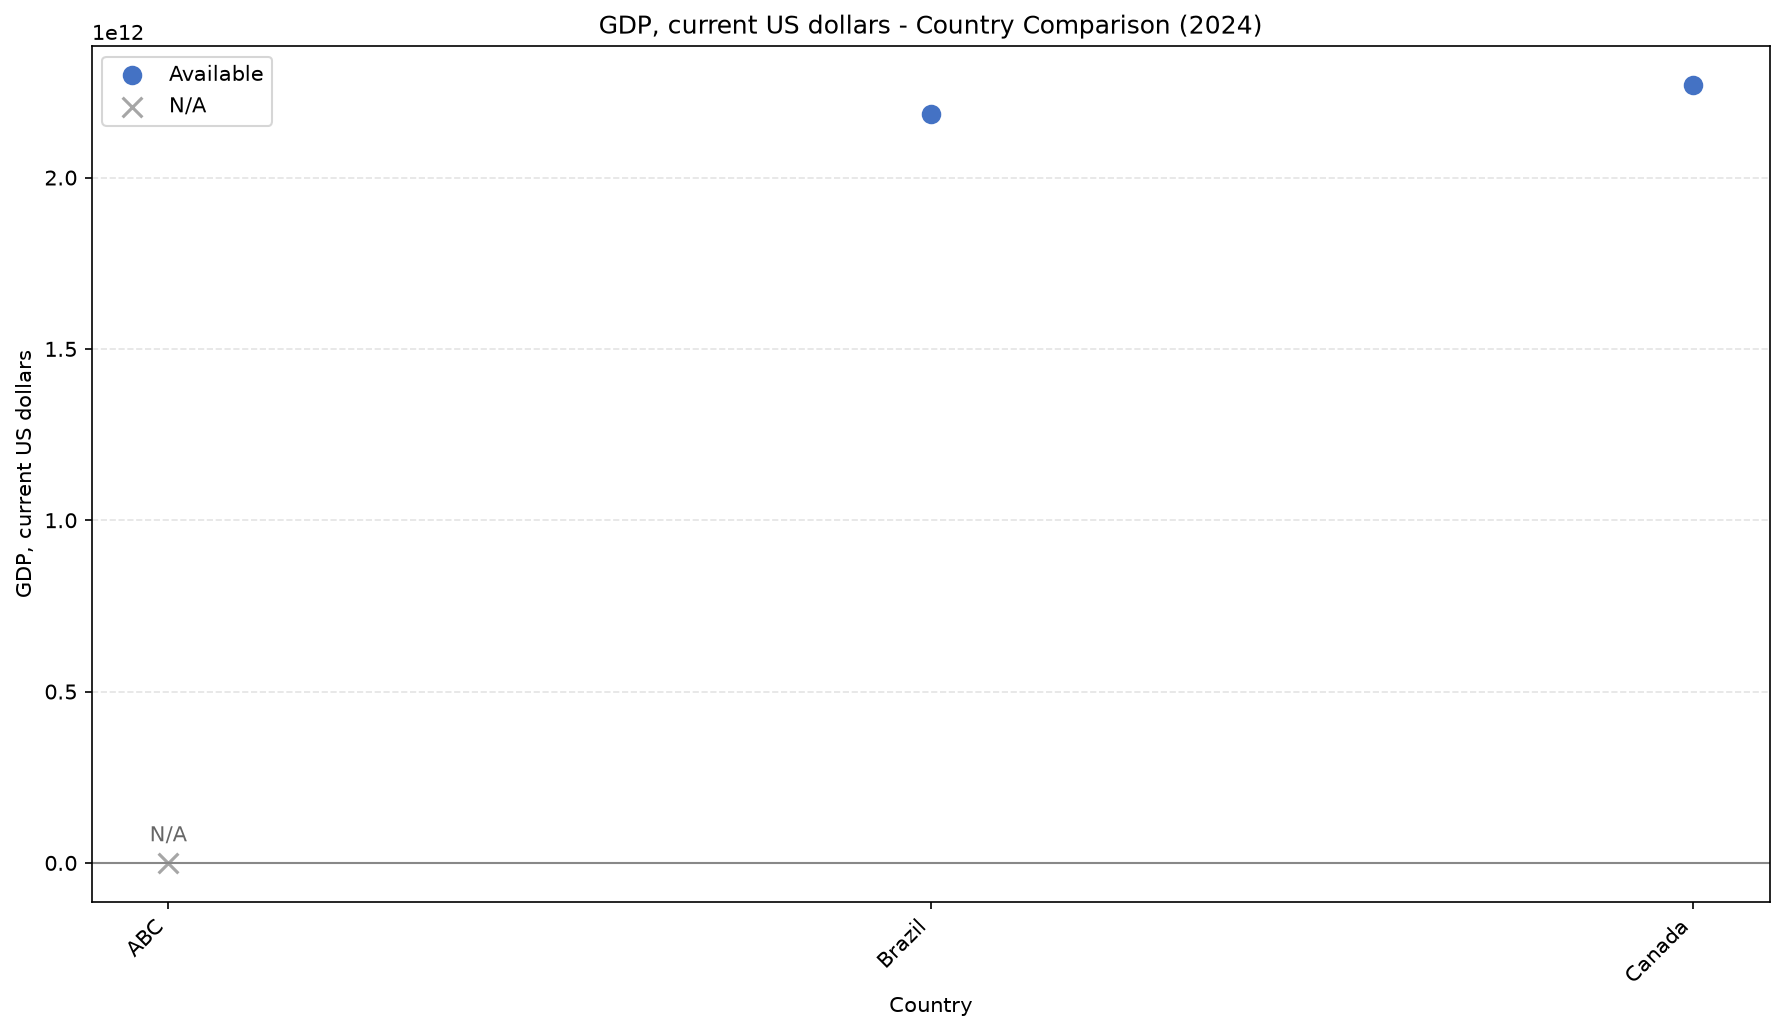 GDP, current US dollars - Country Comparison (2024)
1e12
Available
N/A
GDP, current US dollars
2.0
1.5
1.0
0.5
0.0
N/A
ABC
Brazil
Canada
Country